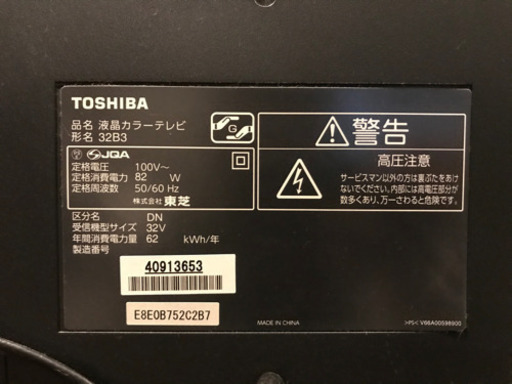 TOSHIBA
品名 液晶カラーテレビ
形名 32B3
G
JQA
定格電圧 100V～
定格消費電力 82 W
定格周波数 50/60 Hz
株式会社 東芝
区分名 DN
受信機型サイズ 32V
年間消費電力量 62 kWh/年
製造番号
40913653
E8E0B752C2B7
警告
高圧注意
サービスマン以外の方は裏ぶたをあけ
ないでください。内部には高電圧部分が
数多くあり、万一さわると危険です。
MADE IN CHINA
>PS< V66A00598900